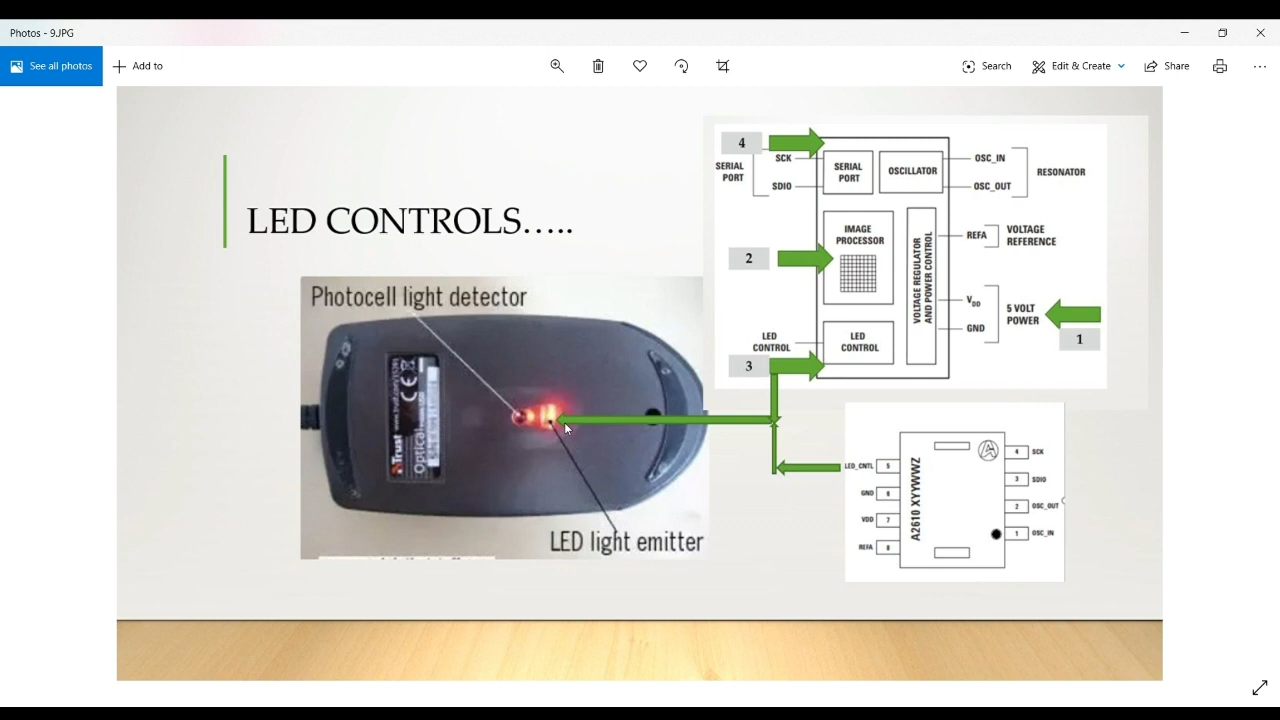 Photos - 9.JPG
See all photos
Add to
Search
Edit & Create
Share
LED CONTROLS…..
Photocell light detector
Trust
Optical
CE
LED light emitter
4
SERIAL
PORT
SCK
SDIO
SERIAL
PORT
OSCILLATOR
OSC_IN
OSC_OUT
RESONATOR
2
IMAGE
PROCESSOR
VOLTAGE REGULATOR
AND POWER CONTROL
REFA
VOLTAGE
REFERENCE
VDD
GND
5 VOLT
POWER
1
LED
CONTROL
LED
CONTROL
3
LED_CNTL
5
GND
6
VDD
7
REFA
8
A2610 XYYWWZ
4
SCK
3
SDIO
2
OSC_OUT
1
OSC_IN